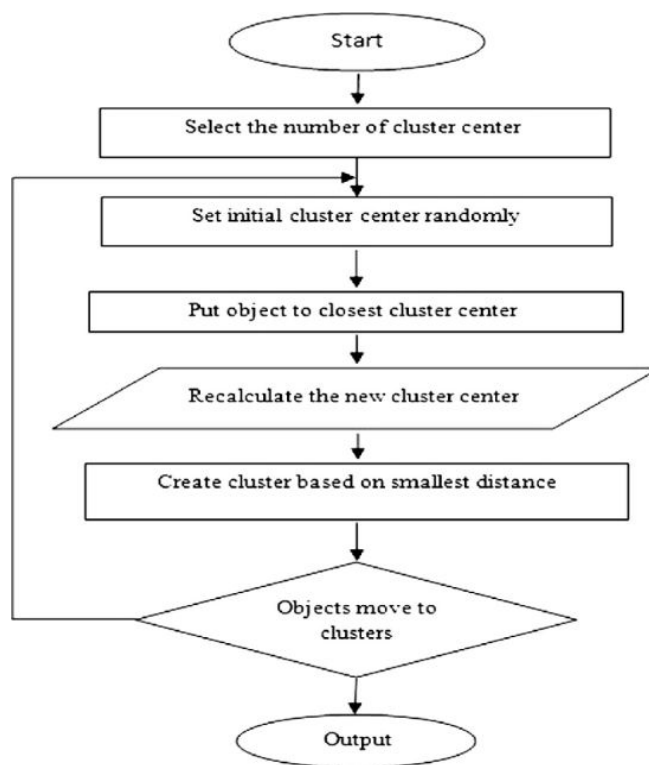 Start
Select the number of cluster center
Set initial cluster center randomly
Put object to closest cluster center
Recalculate the new cluster center
Create cluster based on smallest distance
Objects move to
clusters
Output